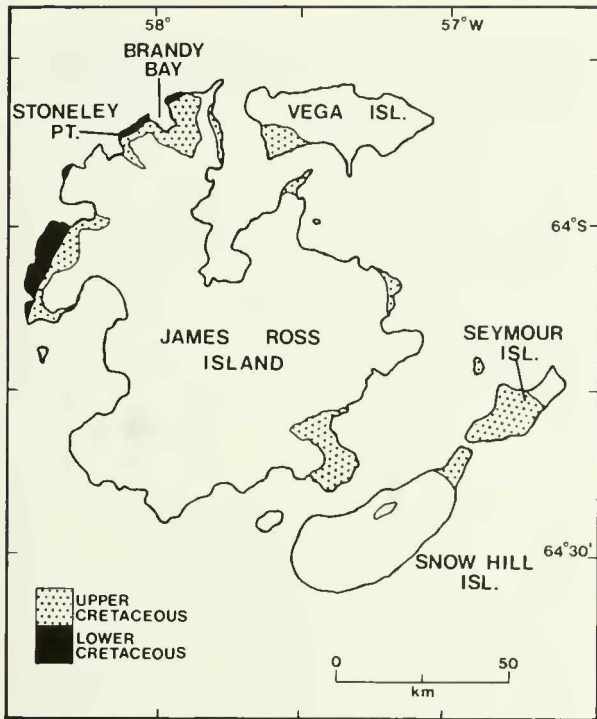 58°
57°W
BRANDY
BAY
STONELEY
PT.
VEGA ISL.
64°S
JAMES ROSS
ISLAND
SEYMOUR
ISL.
64°30'
SNOW HILL
ISL.
UPPER
CRETACEOUS
LOWER
CRETACEOUS
0 50
km